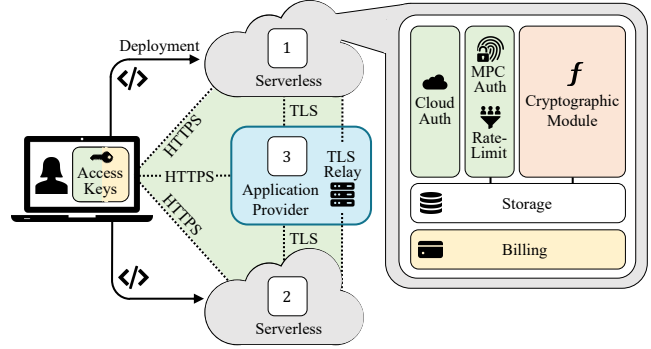 Deployment
</>
1
Serverless
TLS
HTTPS
HTTPS
HTTPS
Access
Keys
3
Application
Provider
TLS
Relay
TLS
</>
2
Serverless
Cloud
Auth
MPC
Auth
Rate-
Limit
ƒ
Cryptographic
Module
Storage
Billing